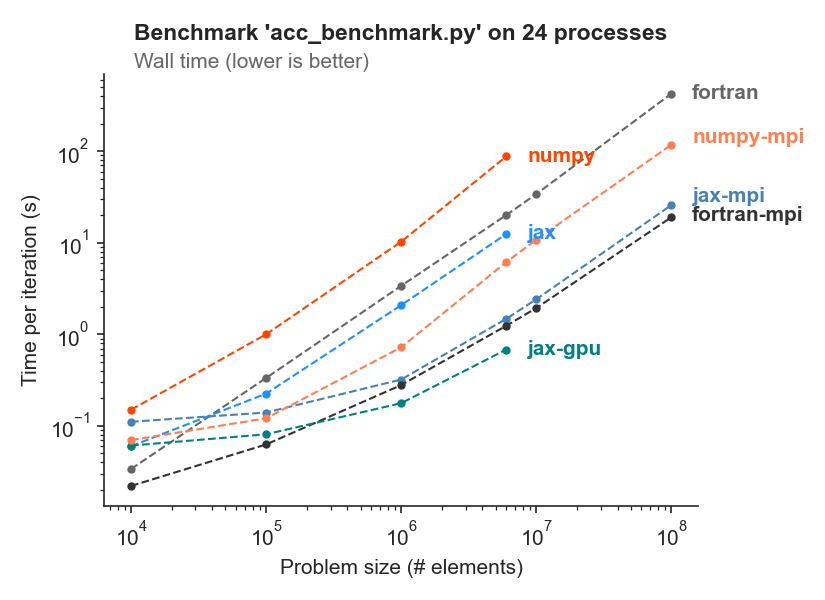 Benchmark 'acc_benchmark.py' on 24 processes
Wall time (lower is better)
fortran
numpy-mpi
numpy
jax-mpi
fortran-mpi
jax
jax-gpu
Time per iteration (s)
10²
10¹
10⁰
10⁻¹
10⁴ 10⁵ 10⁶ 10⁷ 10⁸
Problem size (# elements)